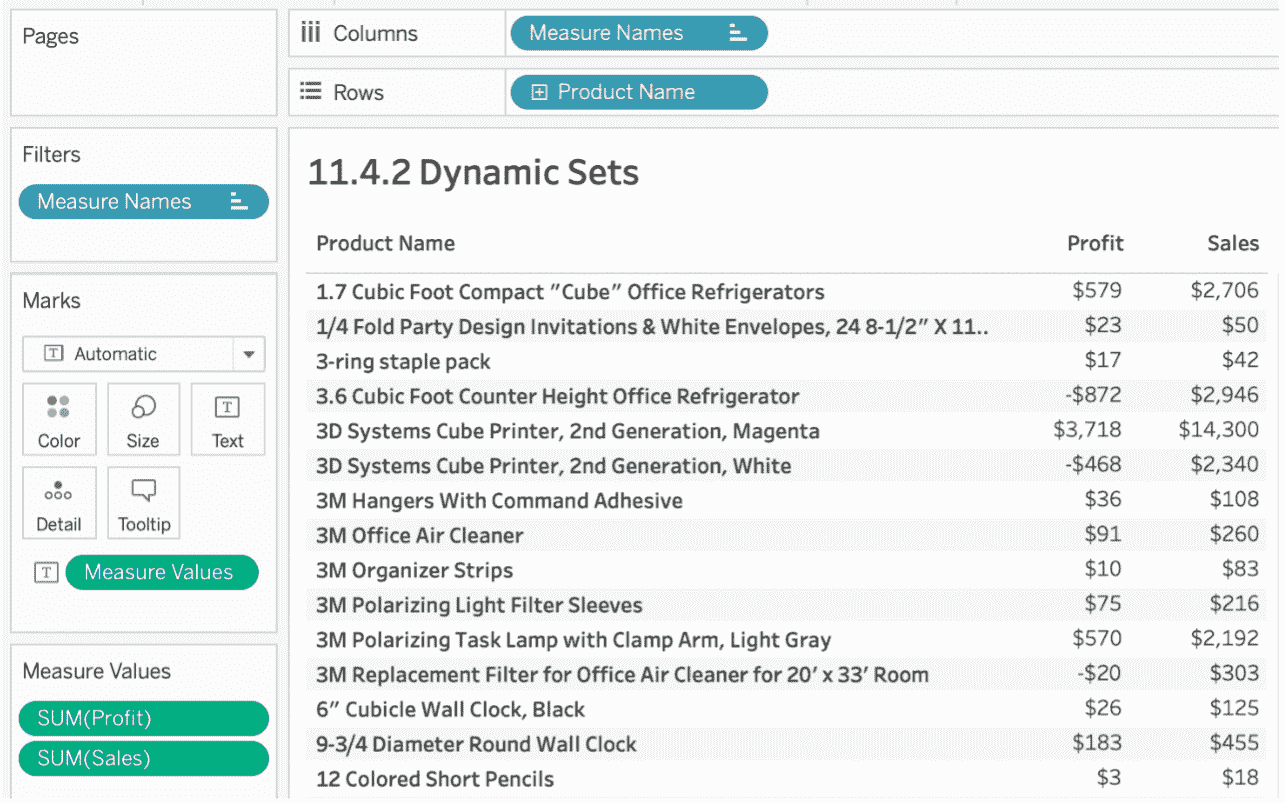 Pages
Columns Measure Names
Rows Product Name
Filters
Measure Names
Marks
Automatic
Color Size Text
Detail Tooltip
Measure Values
Measure Values
SUM(Profit)
SUM(Sales)
11.4.2 Dynamic Sets
Product Name Profit Sales
1.7 Cubic Foot Compact "Cube" Office Refrigerators $579 $2,706
1/4 Fold Party Design Invitations & White Envelopes, 24 8-1/2" X 11.. $23 $50
3-ring staple pack $17 $42
3.6 Cubic Foot Counter Height Office Refrigerator -$872 $2,946
3D Systems Cube Printer, 2nd Generation, Magenta $3,718 $14,300
3D Systems Cube Printer, 2nd Generation, White -$468 $2,340
3M Hangers With Command Adhesive $36 $108
3M Office Air Cleaner $91 $260
3M Organizer Strips $10 $83
3M Polarizing Light Filter Sleeves $75 $216
3M Polarizing Task Lamp with Clamp Arm, Light Gray $570 $2,192
3M Replacement Filter for Office Air Cleaner for 20' x 33' Room -$20 $303
6" Cubicle Wall Clock, Black $26 $125
9-3/4 Diameter Round Wall Clock $183 $455
12 Colored Short Pencils $3 $18